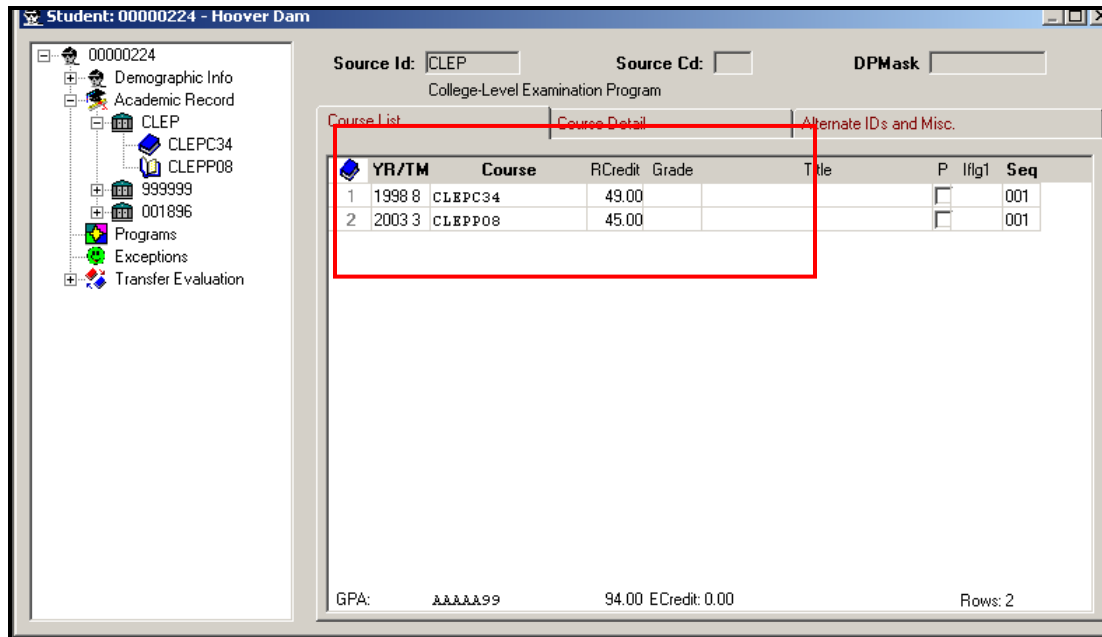 Student: 00000224 - Hoover Dam
00000224
Demographic Info
Academic Record
CLEP
CLEPC34
CLEPP08
999999
001896
Programs
Exceptions
Transfer Evaluation
Source Id: CLEP Source Cd: DPMask
College-Level Examination Program
Course List Course Detail Alternate IDs and Misc.
YR/TM Course RCredit Grade Title P Iflg1 Seq
1 1998 8 CLEPC34 49.00 001
2 2003 3 CLEPP08 45.00 001
GPA: AAAAA99 94.00 ECredit: 0.00 Rows: 2